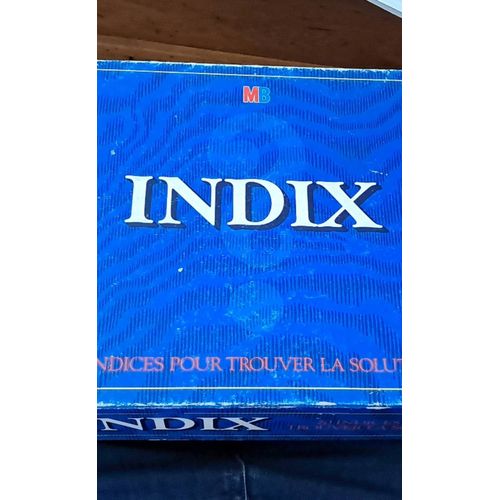 MB
INDIX
INDICES POUR TROUVER LA SOLUT
INDIX